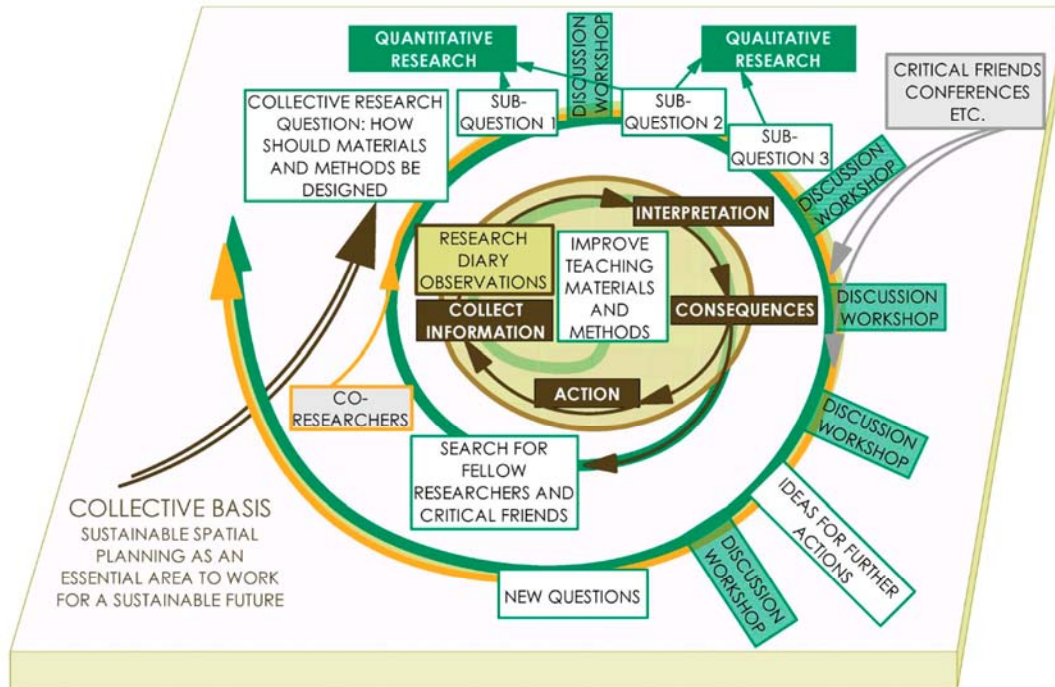 QUANTITATIVE
RESEARCH
DISCUSSION
WORKSHOP
QUALITATIVE
RESEARCH
CRITICAL FRIENDS
CONFERENCES
ETC.
COLLECTIVE RESEARCH
QUESTION: HOW
SHOULD MATERIALS
AND METHODS BE
DESIGNED
SUB-
QUESTION 1
SUB-
QUESTION 2
SUB-
QUESTION 3
DISCUSSION
WORKSHOP
INTERPRETATION
RESEARCH
DIARY
OBSERVATIONS
IMPROVE
TEACHING
MATERIALS
AND
METHODS
COLLECT
INFORMATION
CONSEQUENCES
DISCUSSION
WORKSHOP
ACTION
CO-
RESEARCHERS
DISCUSSION
WORKSHOP
SEARCH FOR
FELLOW
RESEARCHERS AND
CRITICAL FRIENDS
IDEAS FOR FURTHER
ACTIONS
COLLECTIVE BASIS
SUSTAINABLE SPATIAL
PLANNING AS AN
ESSENTIAL AREA TO WORK
FOR A SUSTAINABLE FUTURE
DISCUSSION
WORKSHOP
NEW QUESTIONS